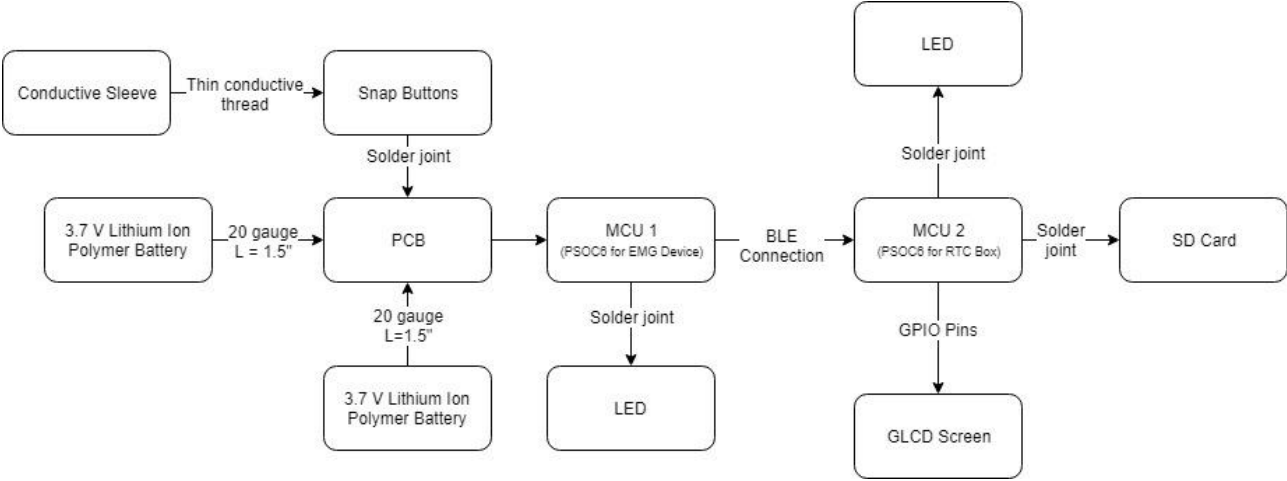 LED
Conductive Sleeve
Thin conductive
thread
Snap Buttons
Solder joint
Solder joint
3.7 V Lithium Ion
Polymer Battery
20 gauge
L = 1.5"
PCB
MCU 1
(PSOC6 for EMG Device)
BLE
Connection
MCU 2
(PSOC6 for RTC Box)
Solder
joint
SD Card
20 gauge
L=1.5"
Solder joint
GPIO Pins
3.7 V Lithium Ion
Polymer Battery
LED
GLCD Screen